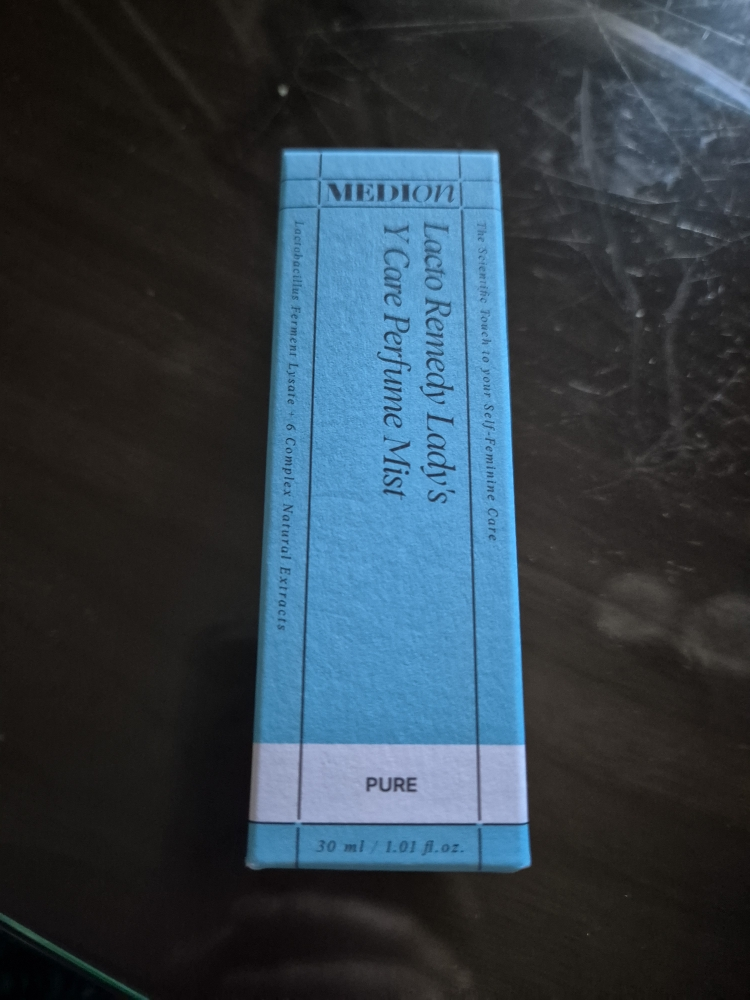 MEDION
Lacto Remedy Lady's
Y Care Perfume Mist
The Scientific Touch to your Self-Feminine Care
Lactobacillus Ferment Lysate + 6 Complex Natural Extracts
PURE
30 ml / 1.01 fl.oz.